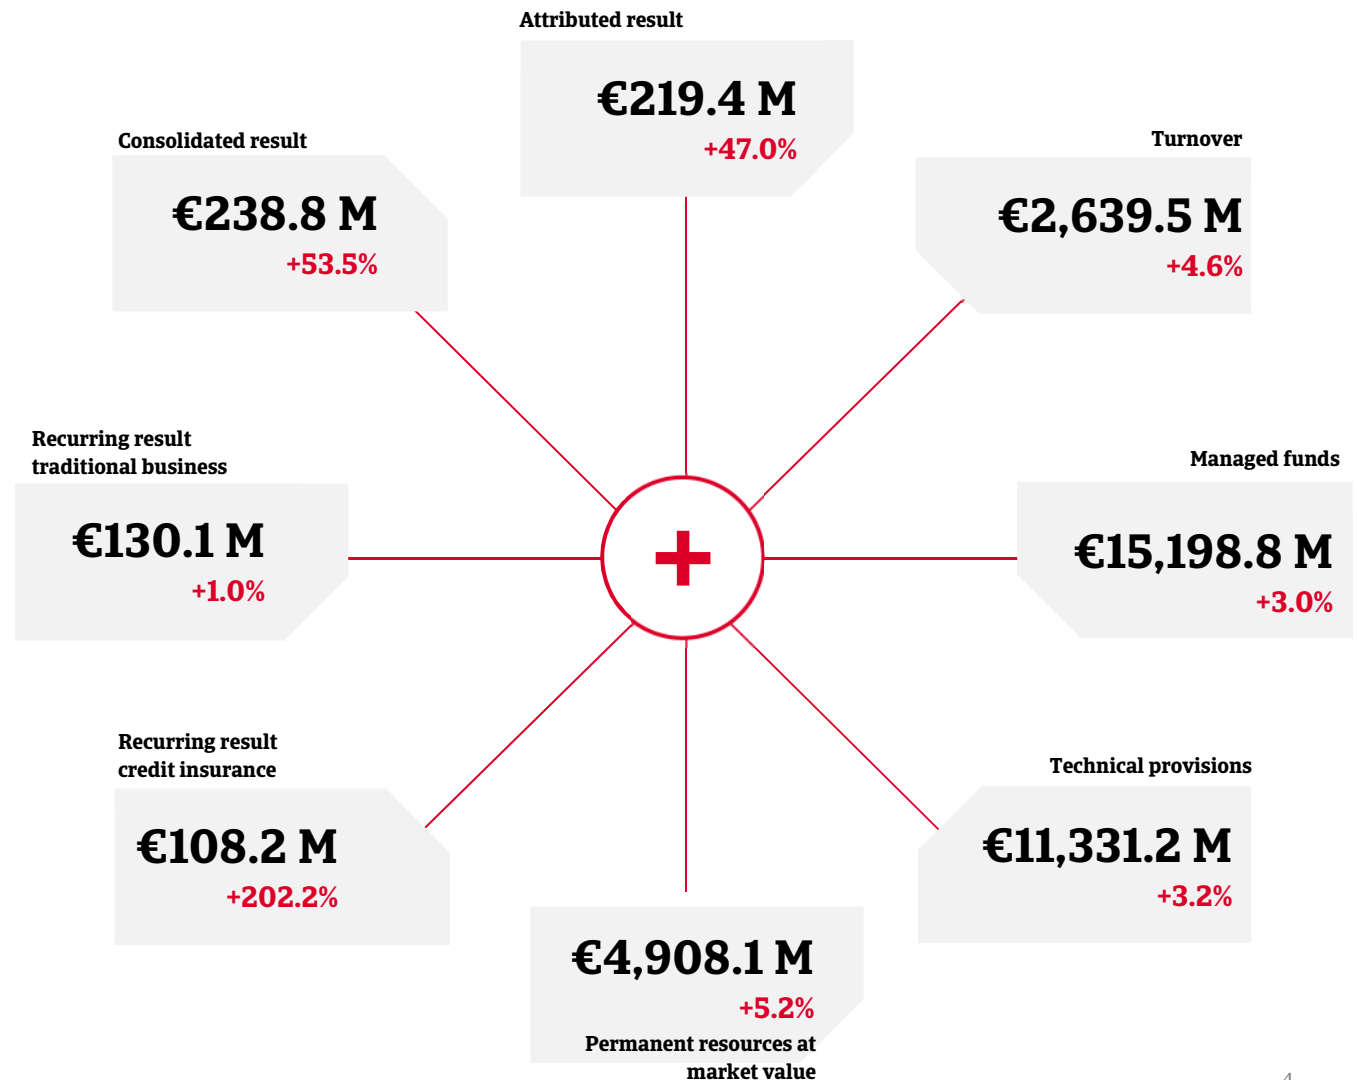 Attributed result
€219.4 M
+47.0%
Consolidated result
€238.8 M
+53.5%
Turnover
€2,639.5 M
+4.6%
Recurring result
traditional business
€130.1 M
+1.0%
Managed funds
€15,198.8 M
+3.0%
Recurring result
credit insurance
€108.2 M
+202.2%
Technical provisions
€11,331.2 M
+3.2%
€4,908.1 M
+5.2%
Permanent resources at
market value